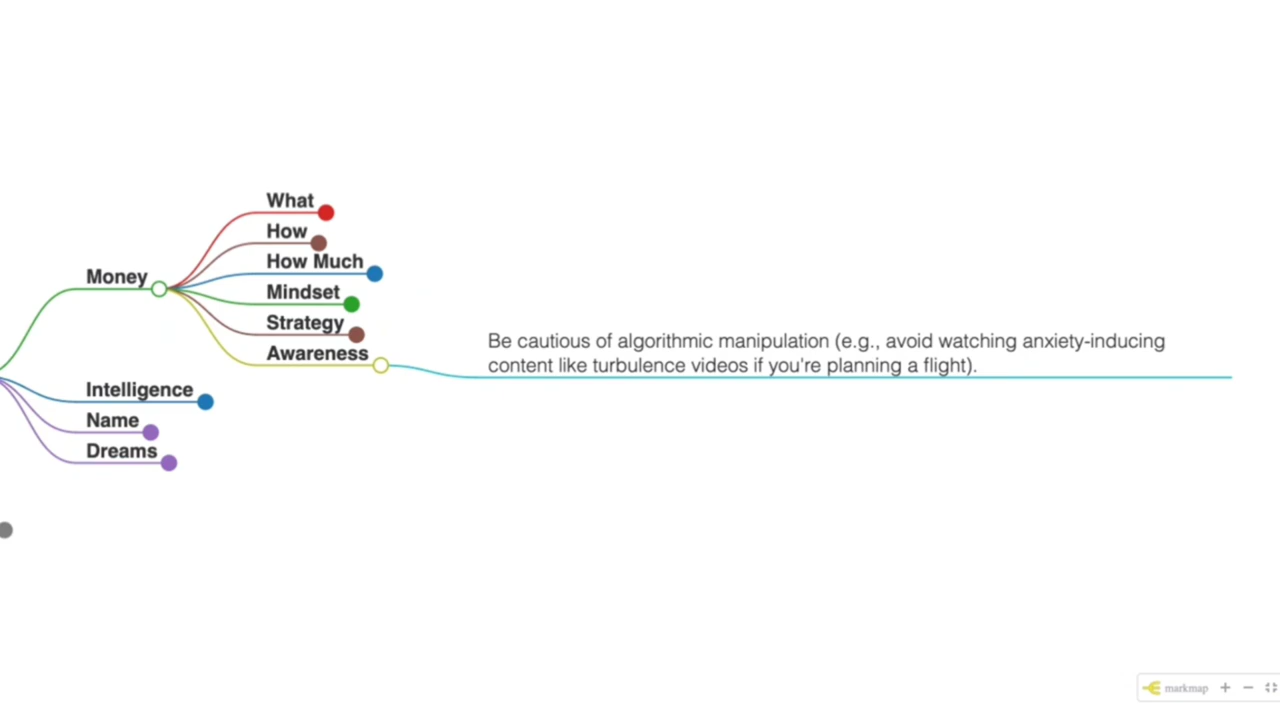 What
How
How Much
Money
Mindset
Strategy
Awareness
Be cautious of algorithmic manipulation (e.g., avoid watching anxiety-inducing
content like turbulence videos if you're planning a flight).
Intelligence
Name
Dreams
markmap + −